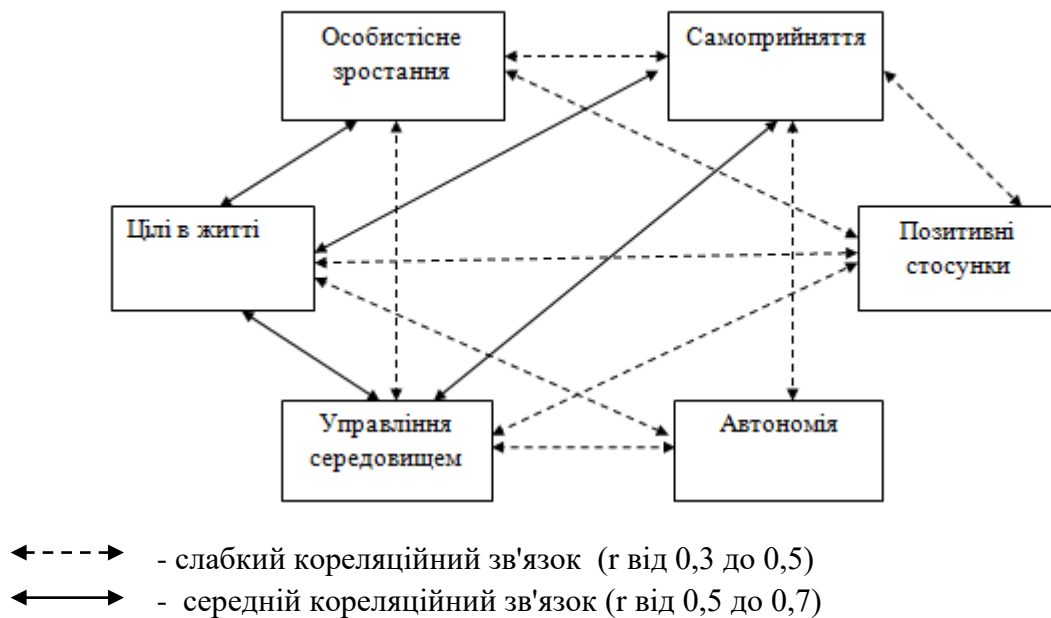 Особистісне
зростання
Самоприйняття
Цілі в житті
Позитивні
стосунки
Управління
середовищем
Автономія
- слабкий кореляційний зв'язок (r від 0,3 до 0,5)
- середній кореляційний зв'язок (r від 0,5 до 0,7)